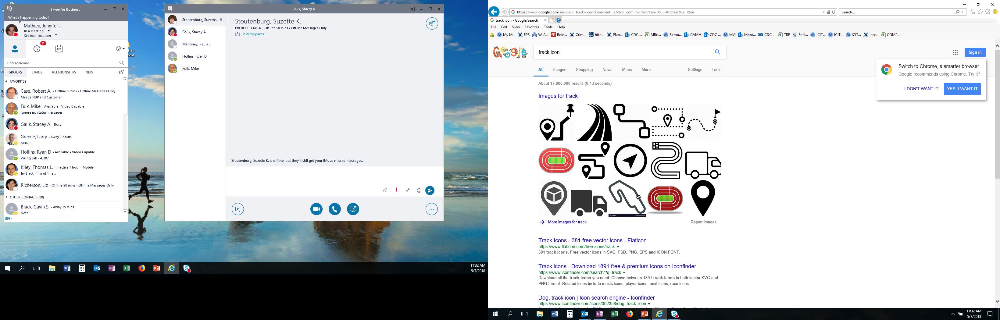 Skype for Business
What's happening today?
Mathieu, Jennifer J.
In a meeting
Set Your Location
11
Find someone
GROUPS STATUS RELATIONSHIPS NEW
FAVORITES
Case, Robert A. - Offline 5 mins - Offline Messages Only
Meade NBP and Customer
Fulk, Mike - Available - Video Capable
Ignore my status messages
Galik, Stacey A - Busy
Greene, Larry - Away 2 hours
MITRE 1
Hollins, Ryan D - Available - Video Capable
Viking Lab - 4J307
Kiley, Thomas L. - Inactive 1 hour - Mobile
Try Slack if I'm offline...
Richerson, Liz - Offline 20 mins - Offline Messages Only
OTHER CONTACTS (28)
Black, Gavin S. - Away 15 mins
Note
Galik, Stacey A
Stoutenburg, Suzette...
Galik, Stacey A
Mahoney, Paula J.
Hollins, Ryan D
Fulk, Mike
Stoutenburg, Suzette K.
PROJECT LEADER, Offline 50 mins - Offline Messages Only
2 Participants
Stoutenburg, Suzette K. is offline, but they'll still get your IMs as missed messages.
11:32 AM
5/7/2018
https://www.google.com/search?q=track+icon&sourceid=ie7&rls=com.microsoft:en-US:IE-Address&ie=&oe=
Search...
track icon - Google Search
File Edit View Favorites Tools Help
My M... FPS VA A... Boin... Crim... http... Plan... CDC ... MBri... Remo... CAMH CDC ... MVI Mont... CDC ... TRF Soci... ICIT... ICIT... ICIT... Inte... COMP...
Google
track icon
Sign in
All Images Shopping News Maps More Settings Tools
Switch to Chrome, a smarter browser
Google recommends using Chrome. Try it?
I DON'T WANT IT YES, I WANT IT
About 17,800,000 results (0.43 seconds)
Images for track
More images for track
Report images
Track Icons - 381 free vector icons - Flaticon
https://www.flaticon.com/free-icons/track
381 track icons. Free vector icons in SVG, PSD, PNG, EPS and ICON FONT.
Track icons - Download 1891 free & premium icons on Iconfinder
https://www.iconfinder.com/search/?q=track
Download all the track icons you need. Choose between 1891 track icons in both vector SVG and
PNG format. Related icons include music icons, player icons, next icons, race icons.
Dog, track icon | Icon search engine - Iconfinder
https://www.iconfinder.com/icons/302358/dog_track_icon
11:32 AM
5/7/2018